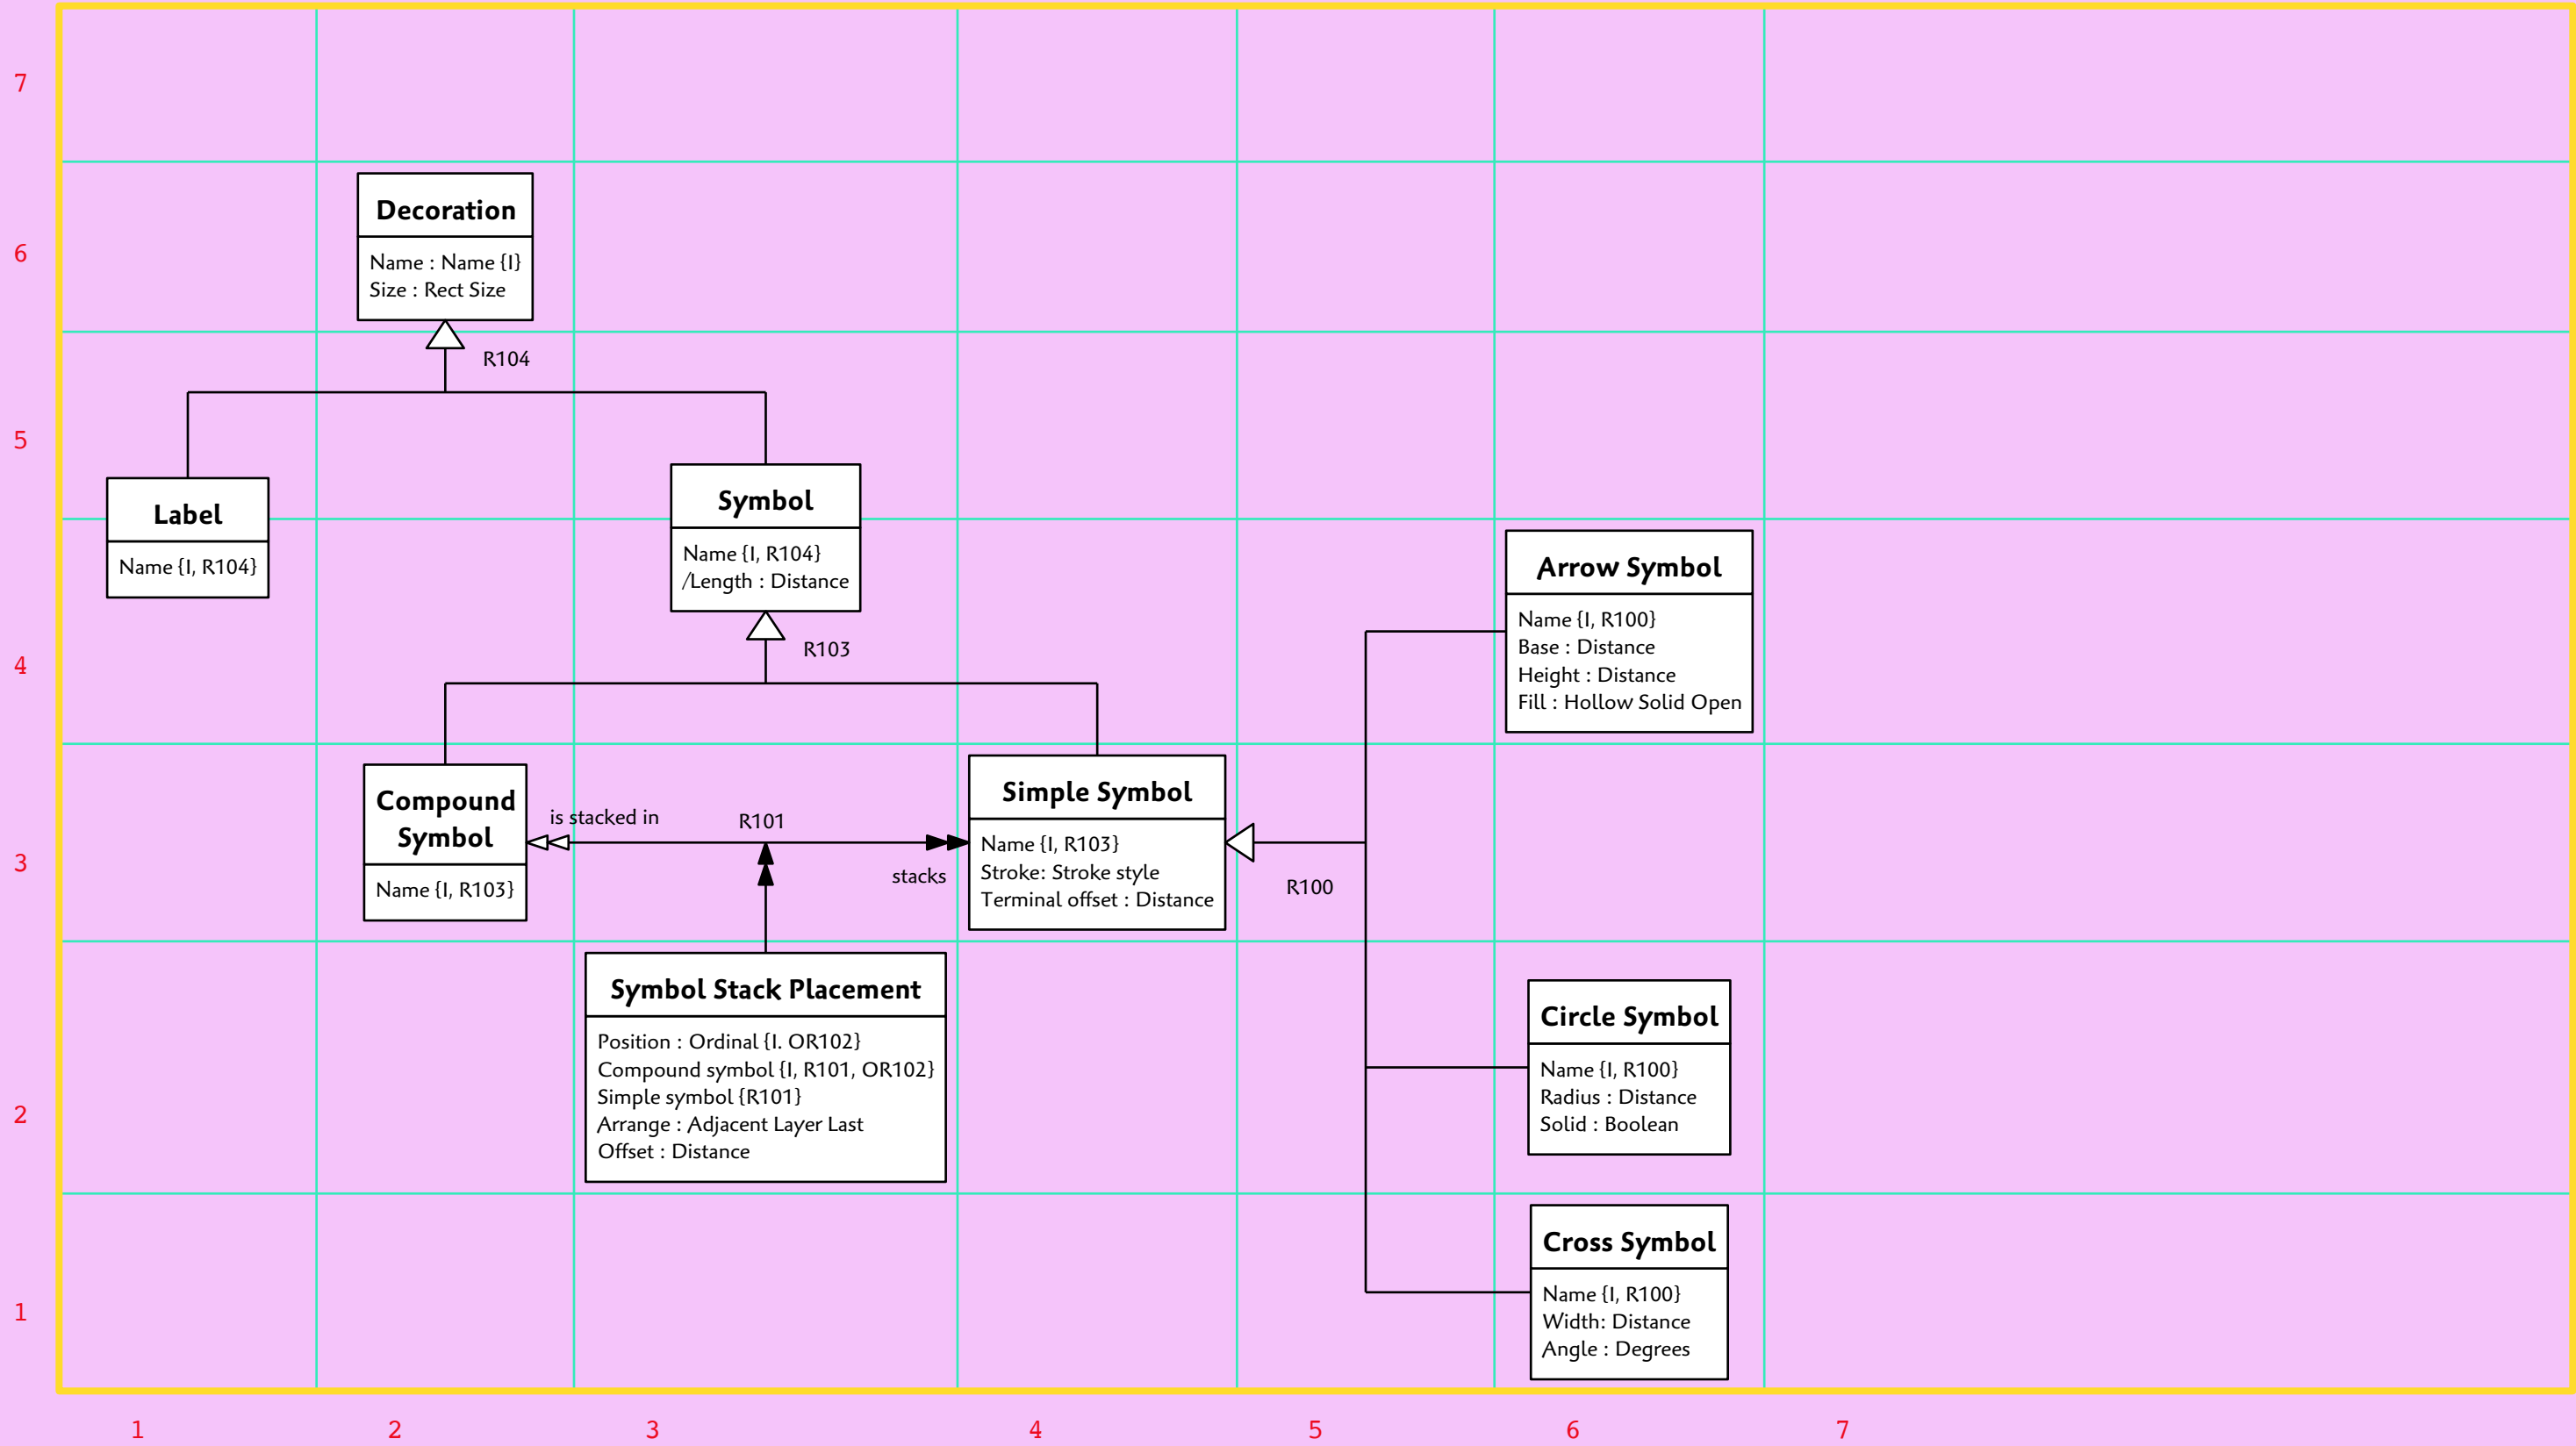 7
Decoration
6
Name : Name {I}
Size : Rect Size
R104
5
Label
Name {I, R104}
Symbol
Name {I, R104}
/Length : Distance
R103
4
Arrow Symbol
Name {I, R100}
Base : Distance
Height : Distance
Fill : Hollow Solid Open
Compound
Symbol
Name {I, R103}
is stacked in
R101
stacks
Simple Symbol
Name {I, R103}
Stroke: Stroke style
Terminal offset : Distance
R100
3
Symbol Stack Placement
Position : Ordinal {I. OR102}
Compound symbol {I, R101, OR102}
Simple symbol {R101}
Arrange : Adjacent Layer Last
Offset : Distance
Circle Symbol
Name {I, R100}
Radius : Distance
Solid : Boolean
2
Cross Symbol
Name {I, R100}
Width: Distance
Angle : Degrees
1
1 2 3 4 5 6 7